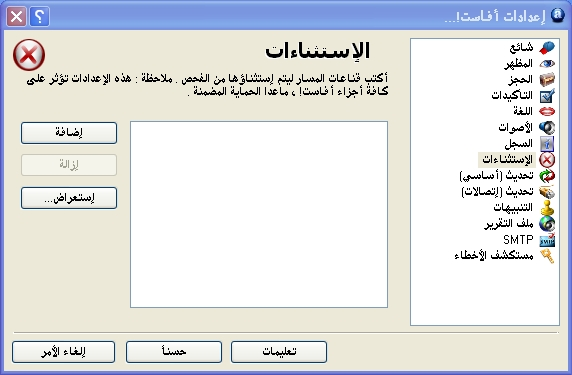 إعدادات أفاست!...
شائع
المظهر
الحجز
التأكيدات
اللغة
الأصوات
السجل
الإستثناءات
تحديث (أساسي)
تحديث (إتصالات)
التنبيهات
ملف التقرير
SMTP
مستكشف الأخطاء
الإستثناءات
أكتب قناعات المسار ليتم إستثناؤها من الفحص . ملاحظة : هذه الإعدادات تؤثر على
كافة أجزاء أفاست! ، ماعدا الحماية المضمنة .
إضافة
إزالة
إستعراض...
تعليمات
حسناً
إلغاء الأمر